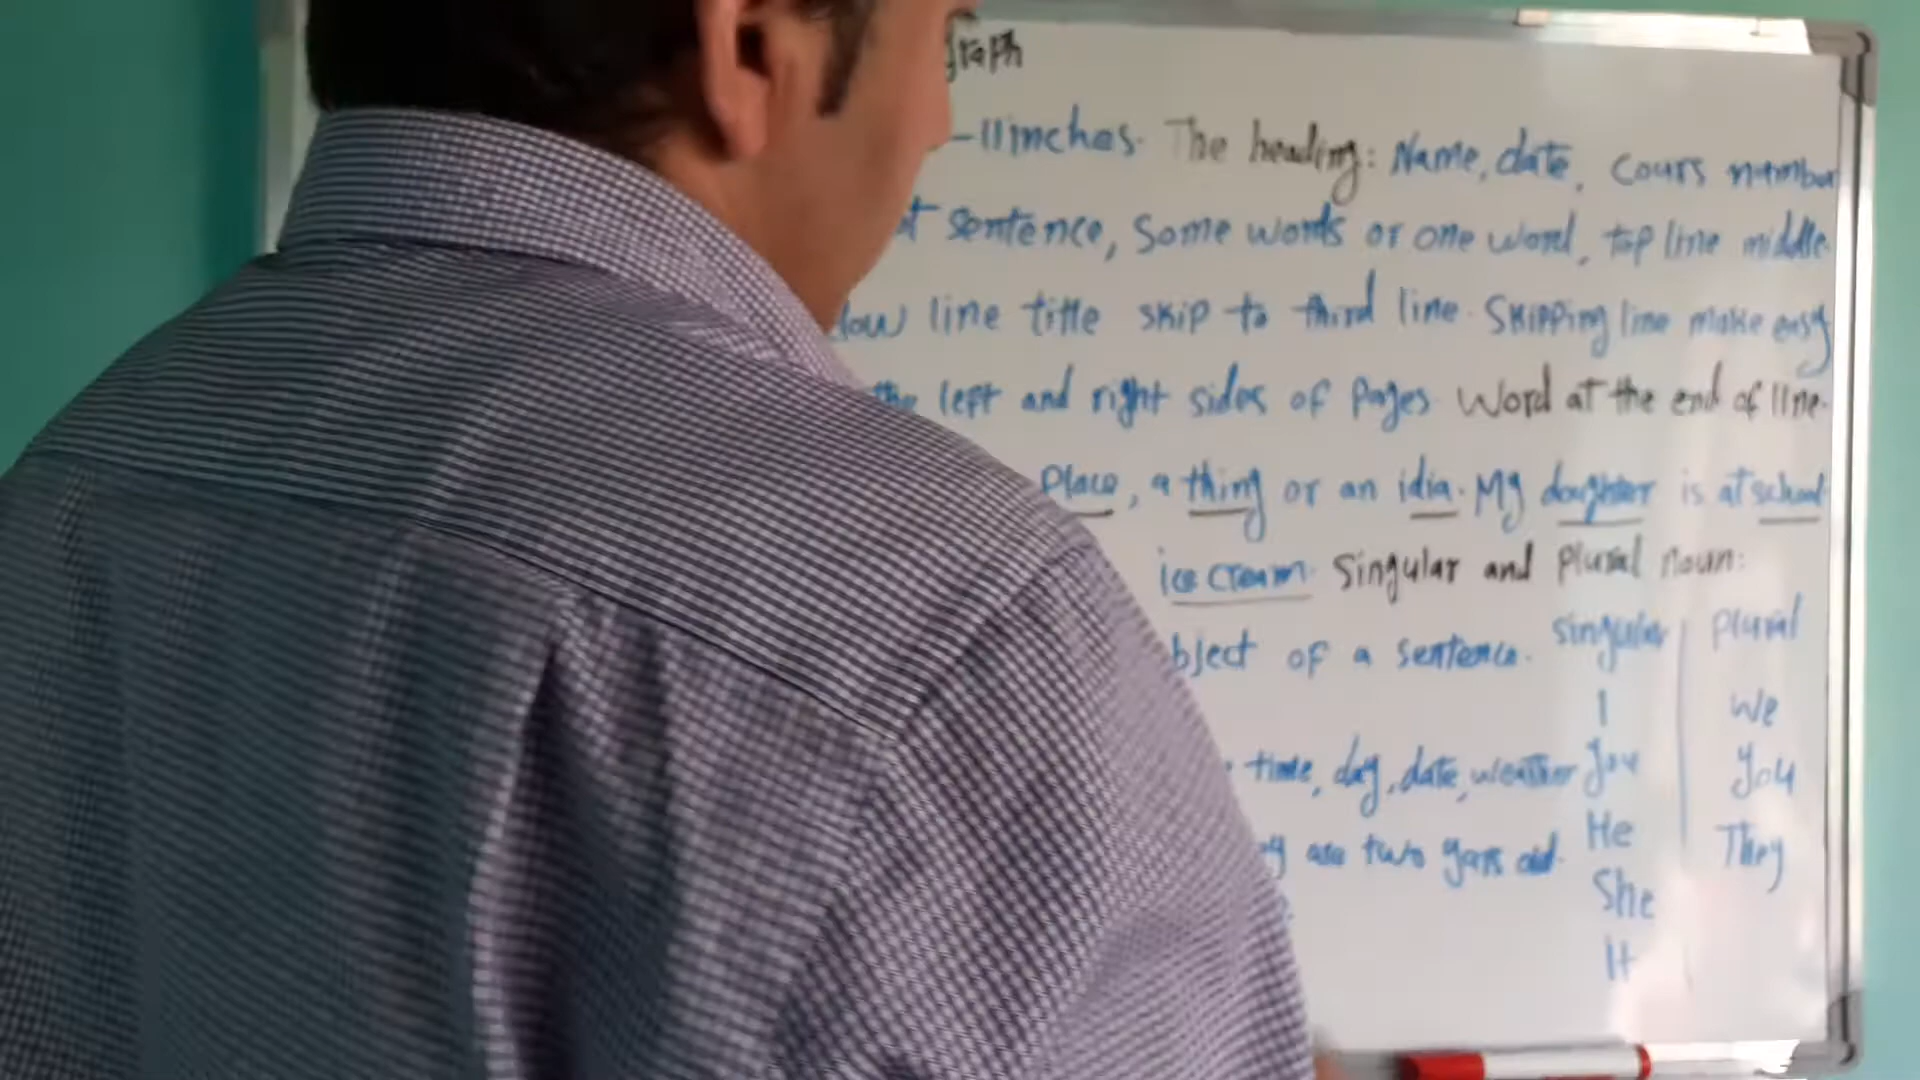 graph
-11inches. The heading: Name, date, Cours number
t sentence, Some words or one word, top line middle.
low line title skip to third line. Skipping line make easy
the left and right sides of Pages. Word at the end of line.
Place, a thing or an idia. My daughter is at school
ice cream. Singular and Plural noun:
bject of a sentence. Singular Plural
I We
time, day, date, weather you you
are two years old. He They
She
It